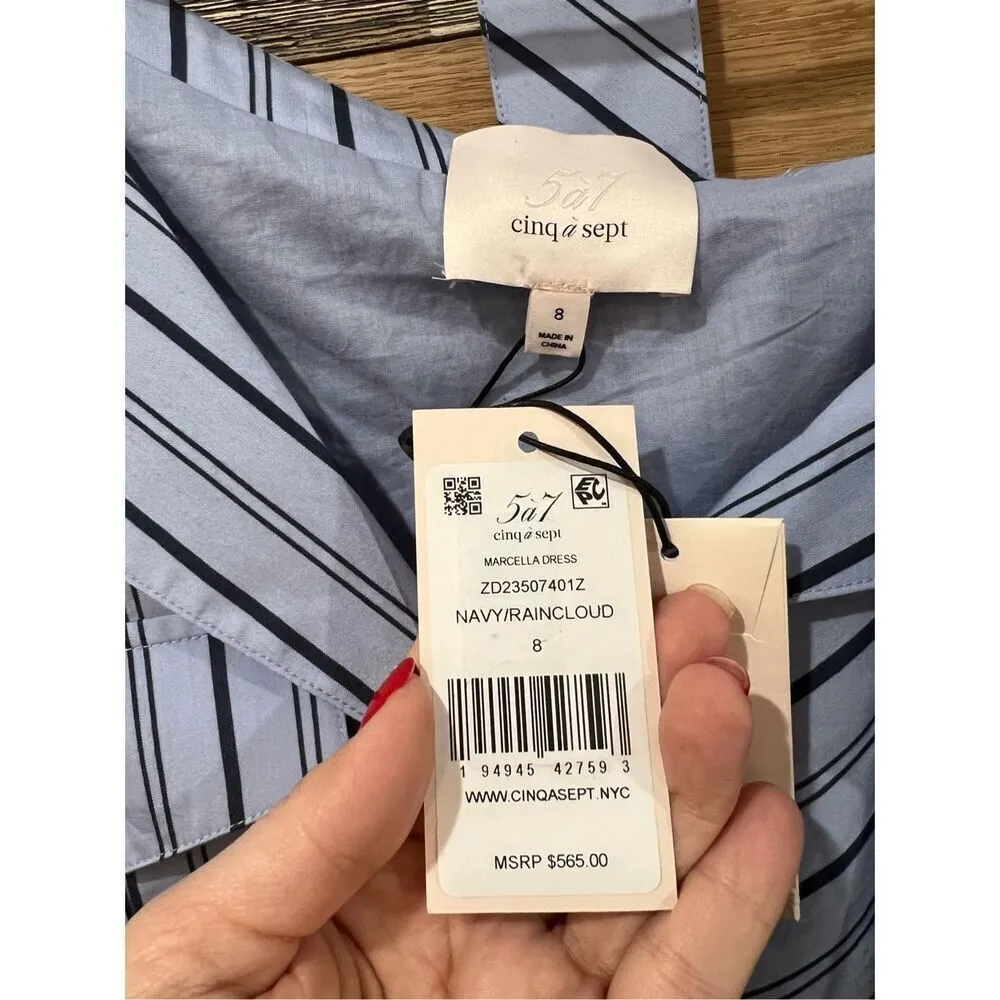 5à7
cinq à sept
8
MADE IN
CHINA
EPC
5à7
cinq à sept
MARCELLA DRESS
ZD23507401Z
NAVY/RAINCLOUD
8
1 94945 42759 3
WWW.CINQASEPT.NYC
MSRP $565.00